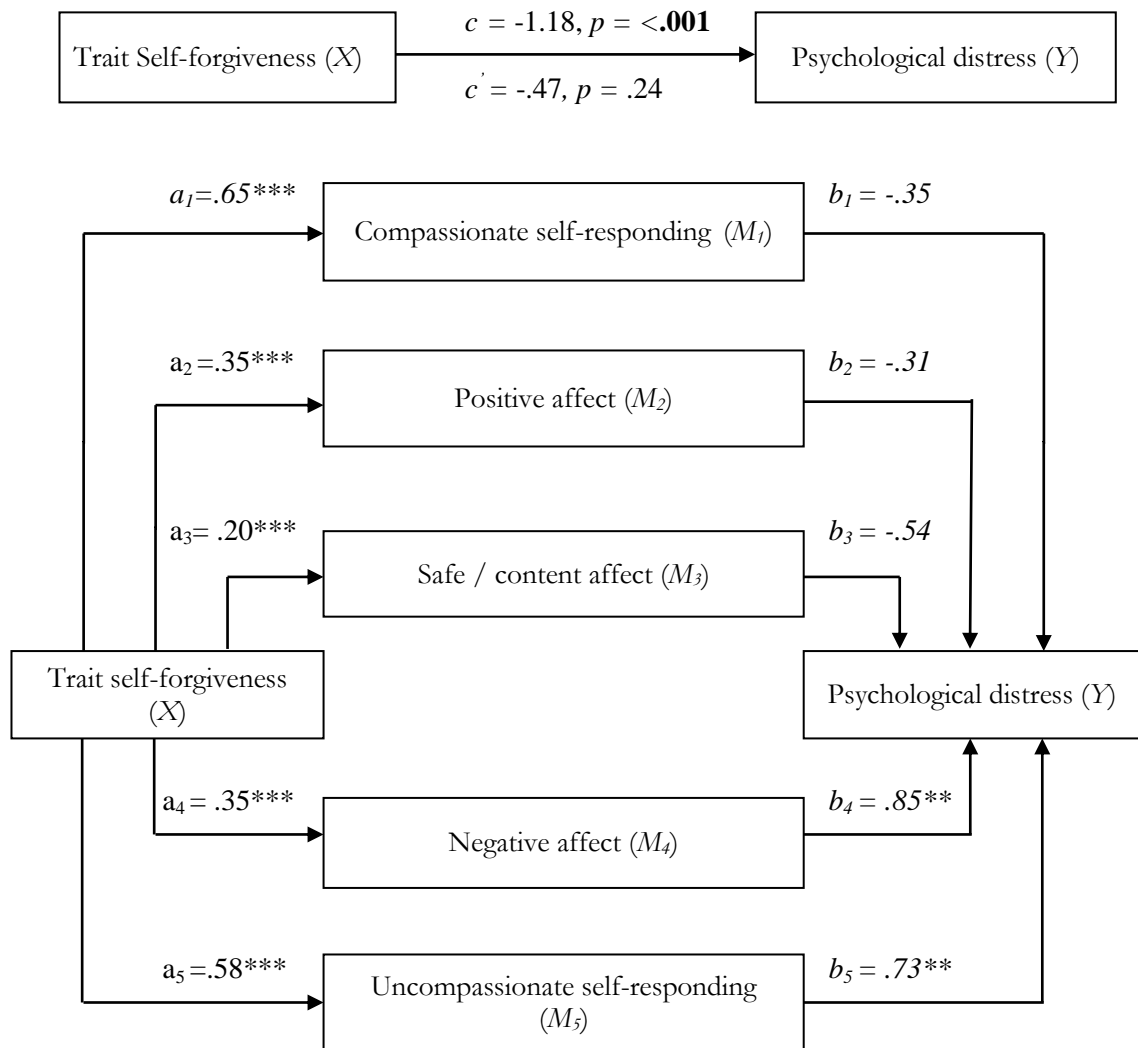 c = -1.18, p = <.001
Trait Self-forgiveness (X)
Psychological distress (Y)
c' = -.47, p = .24
a1=.65***
b1 = -.35
Compassionate self-responding (M1)
a2 =.35***
b2 = -.31
Positive affect (M2)
a3= .20***
b3 = -.54
Safe / content affect (M3)
Trait self-forgiveness
(X)
Psychological distress (Y)
a4 = .35***
b4 = .85**
Negative affect (M4)
a5 =.58***
b5 = .73**
Uncompassionate self-responding
(M5)